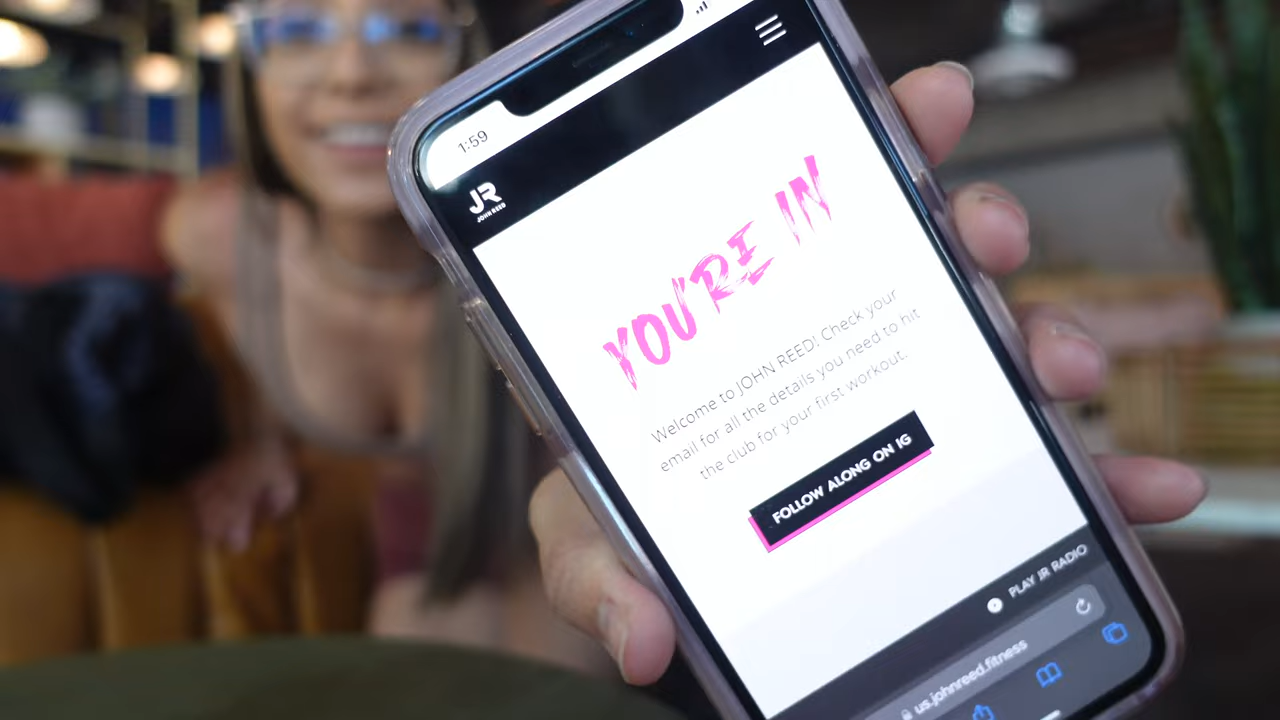 1:59
JR
JOHN REED
YOU'RE IN
Welcome to JOHN REED! Check your
email for all the details you need to hit
the club for your first workout.
FOLLOW ALONG ON IG
PLAY JR RADIO
us.johnreed.fitness